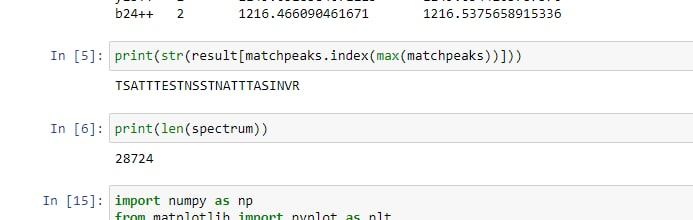 b24++ 2 1216.466090461671 1216.5375658915336
In [5]: print(str(result[matchpeaks.index(max(matchpeaks))]))
TSATTTESTNSSTNATTTASINVR
In [6]: print(len(spectrum))
28724
In [15]: import numpy as np
from matplotlib import pyplot as plt